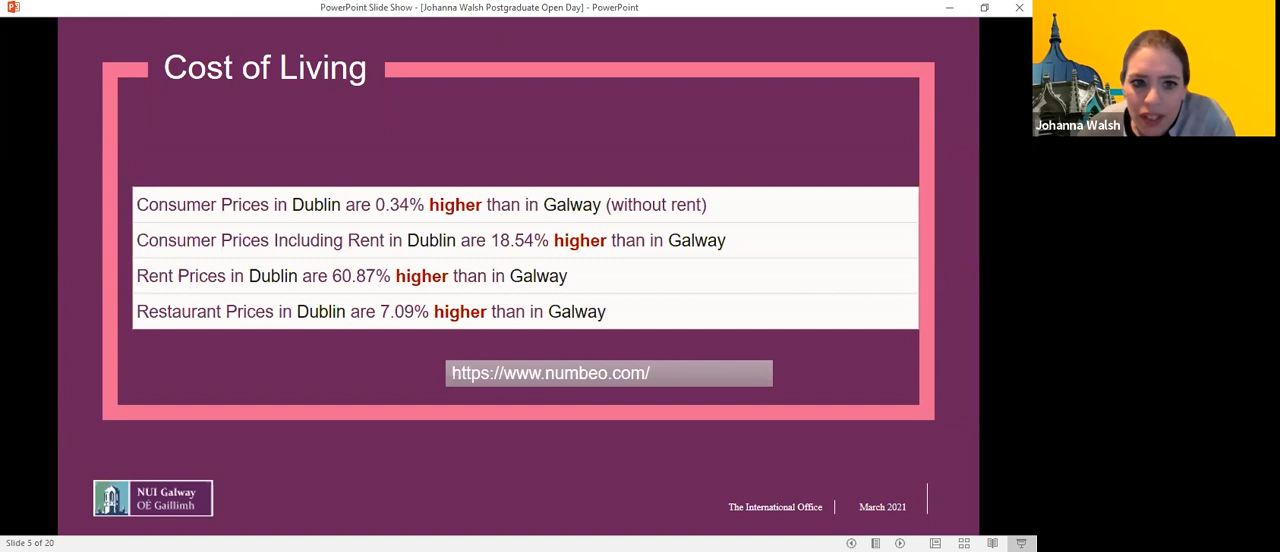 PowerPoint Slide Show - [Johanna Walsh Postgraduate Open Day] - PowerPoint
Cost of Living
Johanna Walsh
Consumer Prices in Dublin are 0.34% higher than in Galway (without rent)
Consumer Prices Including Rent in Dublin are 18.54% higher than in Galway
Rent Prices in Dublin are 60.87% higher than in Galway
Restaurant Prices in Dublin are 7.09% higher than in Galway
https://www.numbeo.com/
NUI Galway
OÉ Gaillimh
The International Office
March 2021
Slide 5 of 20